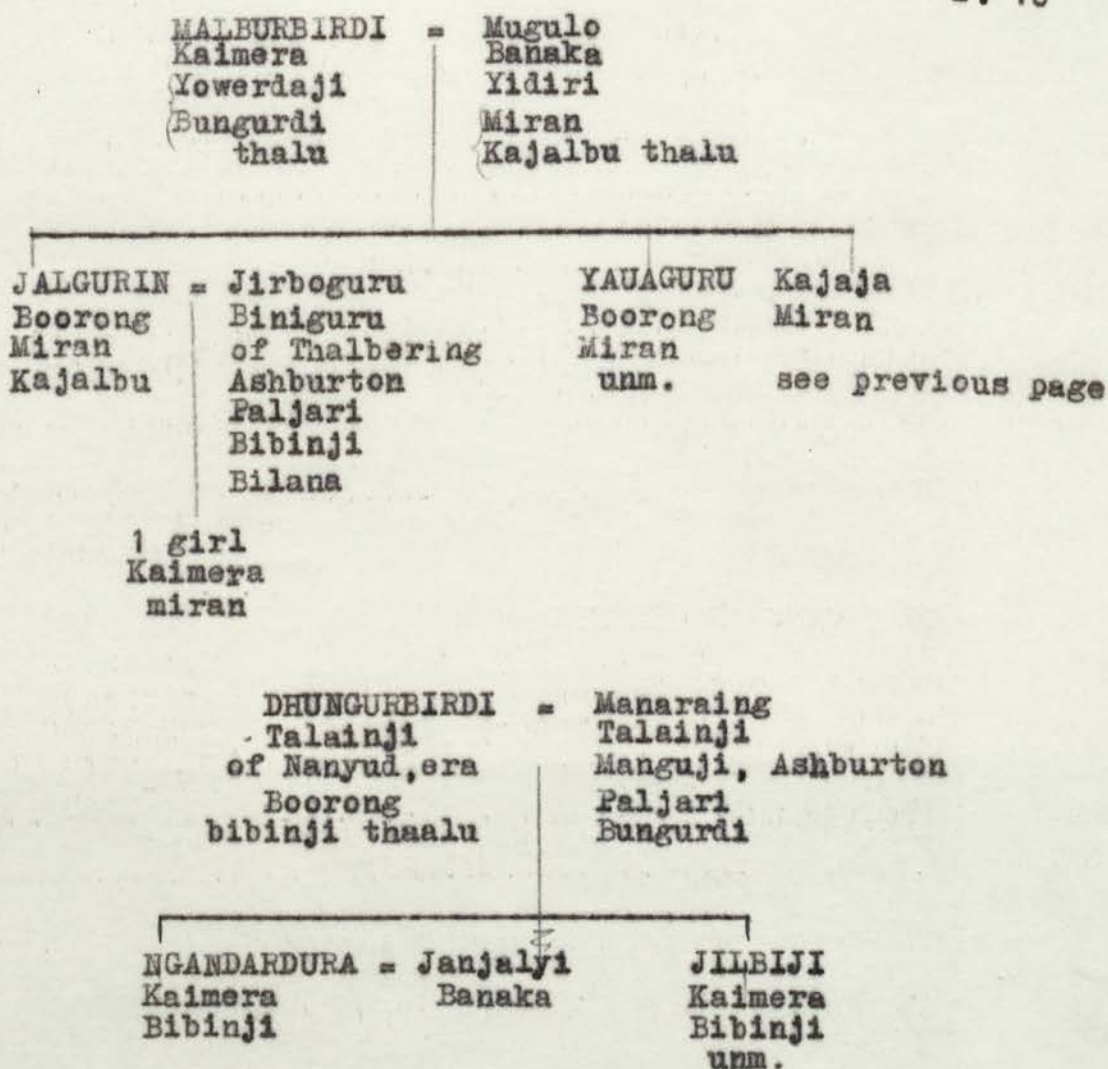 MALBURBIRDI = Mugulo
Kaimera Banaka
Yowerdaji Yidiri
Bungurdi Miran
thalu Kajalbu thalu
JALGURIN = Jirboguru YAUAGURU Kajaja
Boorong Biniguru Boorong Miran
Miran of Thalbering Miran
Kajalbu Ashburton unm. see previous page
Paljari
Bibinji
Bilana
1 girl
Kaimera
miran
DHUNGURBIRDI = Manaraing
Talainji Talainji
of Nanyud,era Manguji, Ashburton
Boorong Paljari
bibinji thaalu Bungurdi
NGANDARDURA = Janjalyi JILBIJI
Kaimera Banaka Kaimera
Bibinji Bibinji
unm.